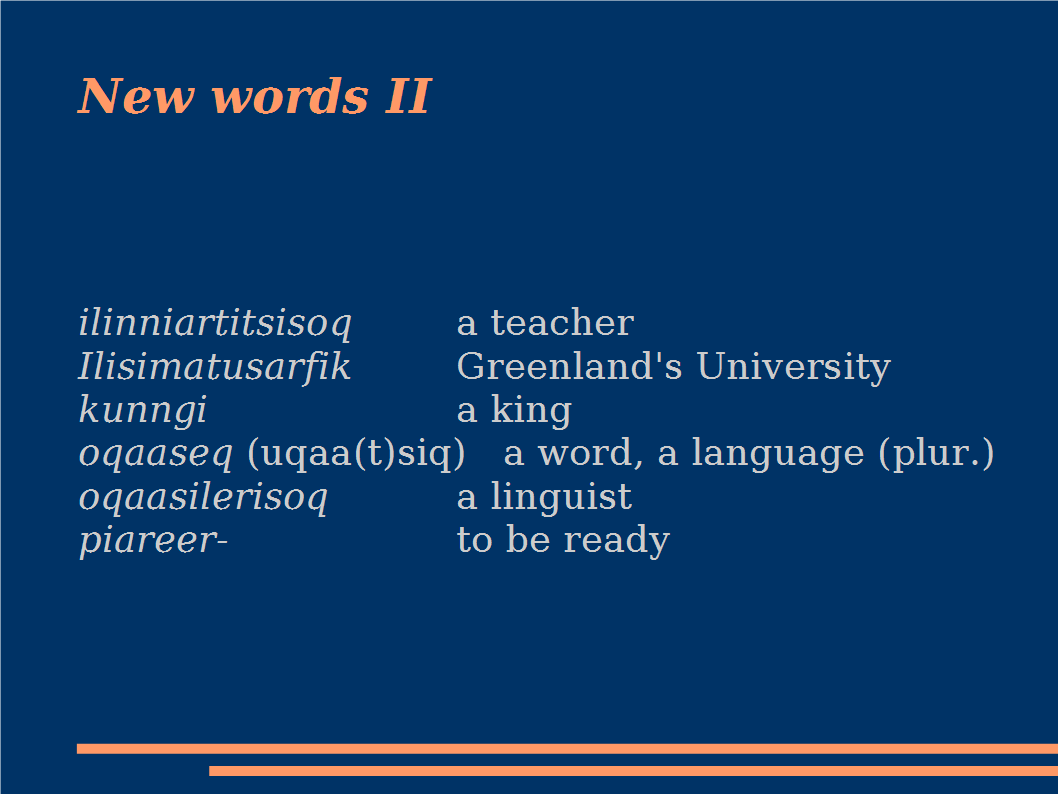 New words II
ilinniartitsisoq a teacher
Ilisimatusarfik Greenland's University
kunngi a king
oqaaseq (uqaa(t)siq) a word, a language (plur.)
oqaasilerisoq a linguist
piareer- to be ready